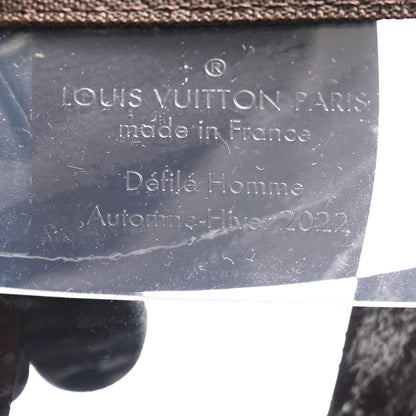 ®
LOUIS VUITTON PARIS
made in France
Défilé Homme
Automne-Hiver 2022